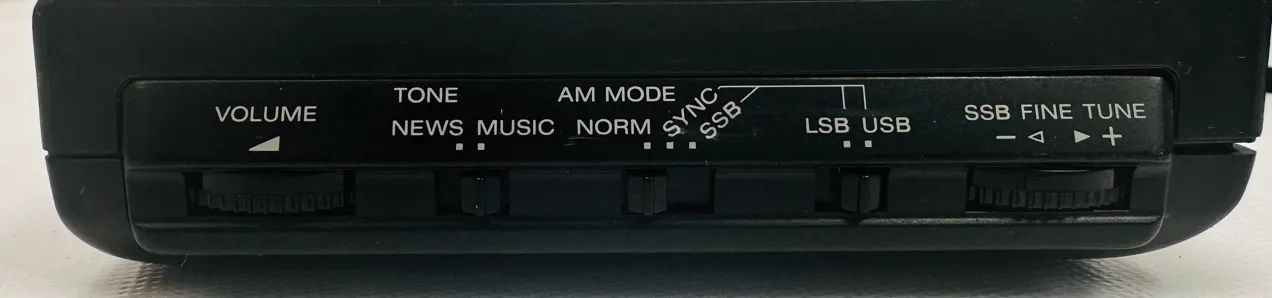 VOLUME
TONE
NEWS MUSIC
AM MODE
NORM SYNC SSB
LSB USB
SSB FINE TUNE
− ◁ ▶ +